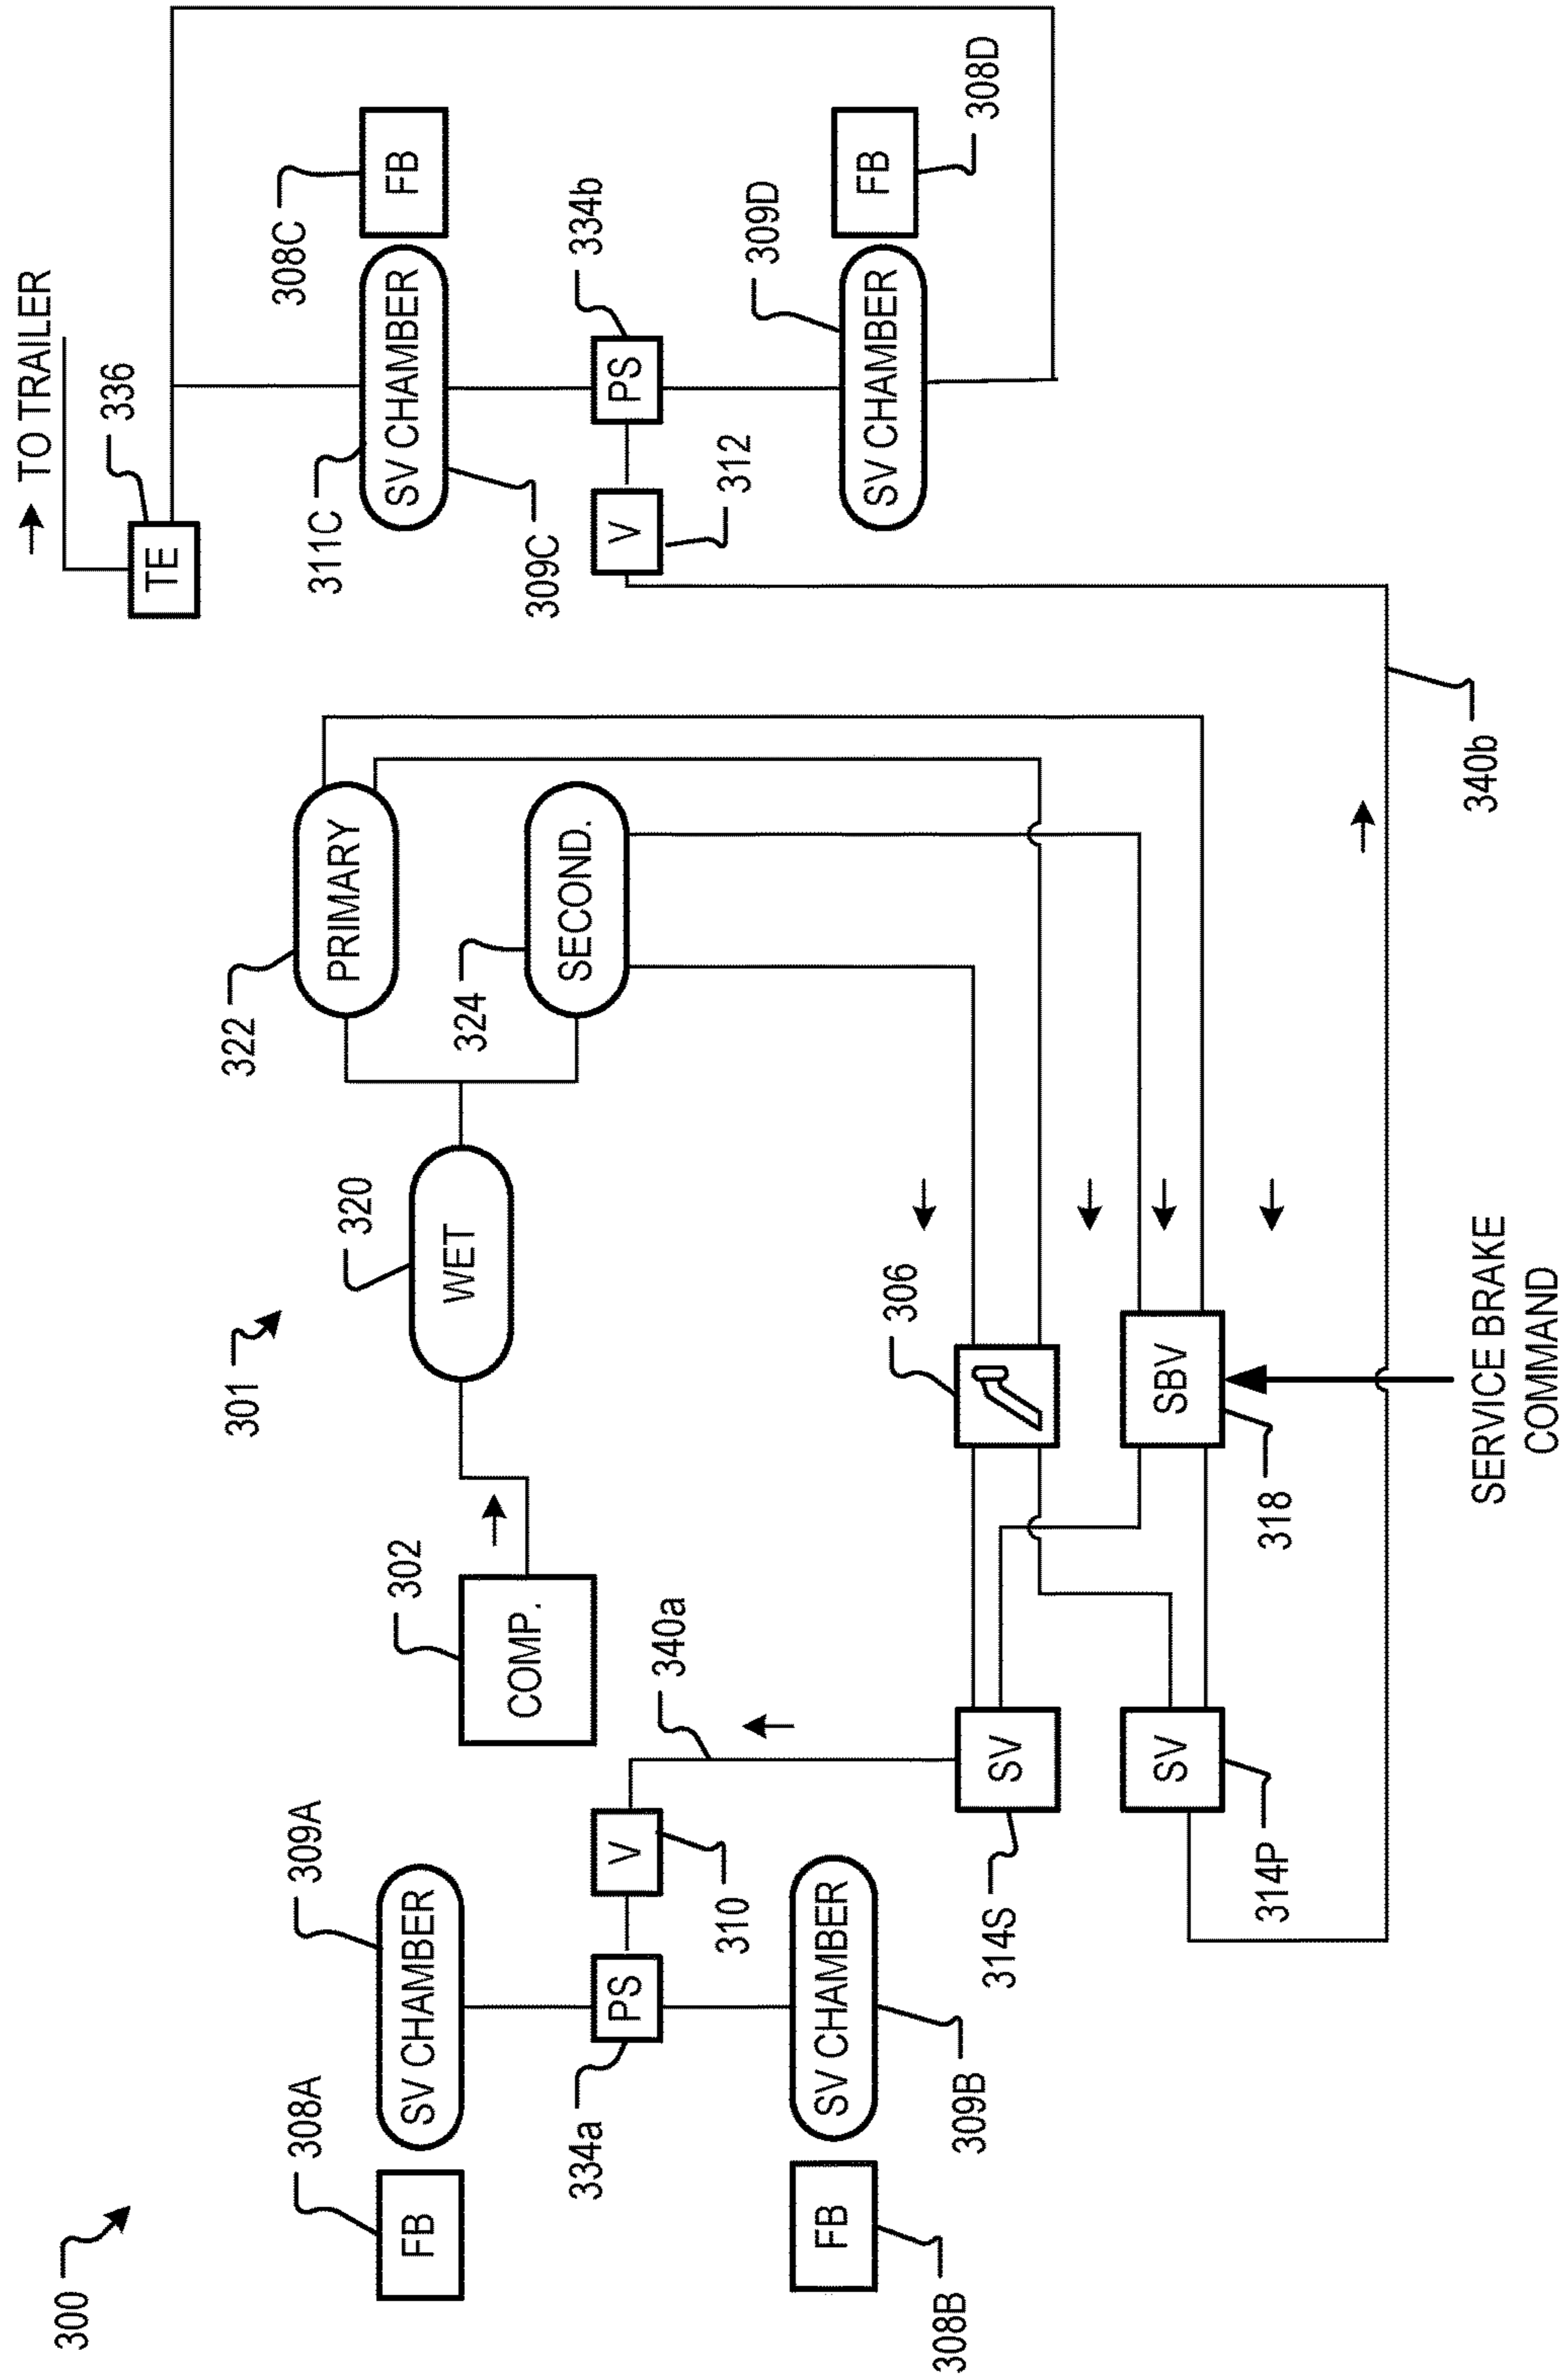 300
301
→ TO TRAILER
TE
336
308A
FB
309A
SV CHAMBER
302
COMP.
320
WET
322
PRIMARY
324
SECOND.
311C
SV CHAMBER
309C
308C
FB
334a
PS
V
310
340a
V
312
PS
334b
FB
308B
SV CHAMBER
309B
309D
SV CHAMBER
FB
308D
306
SV
314S
SV
314P
SBV
318
340b
SERVICE BRAKE
COMMAND